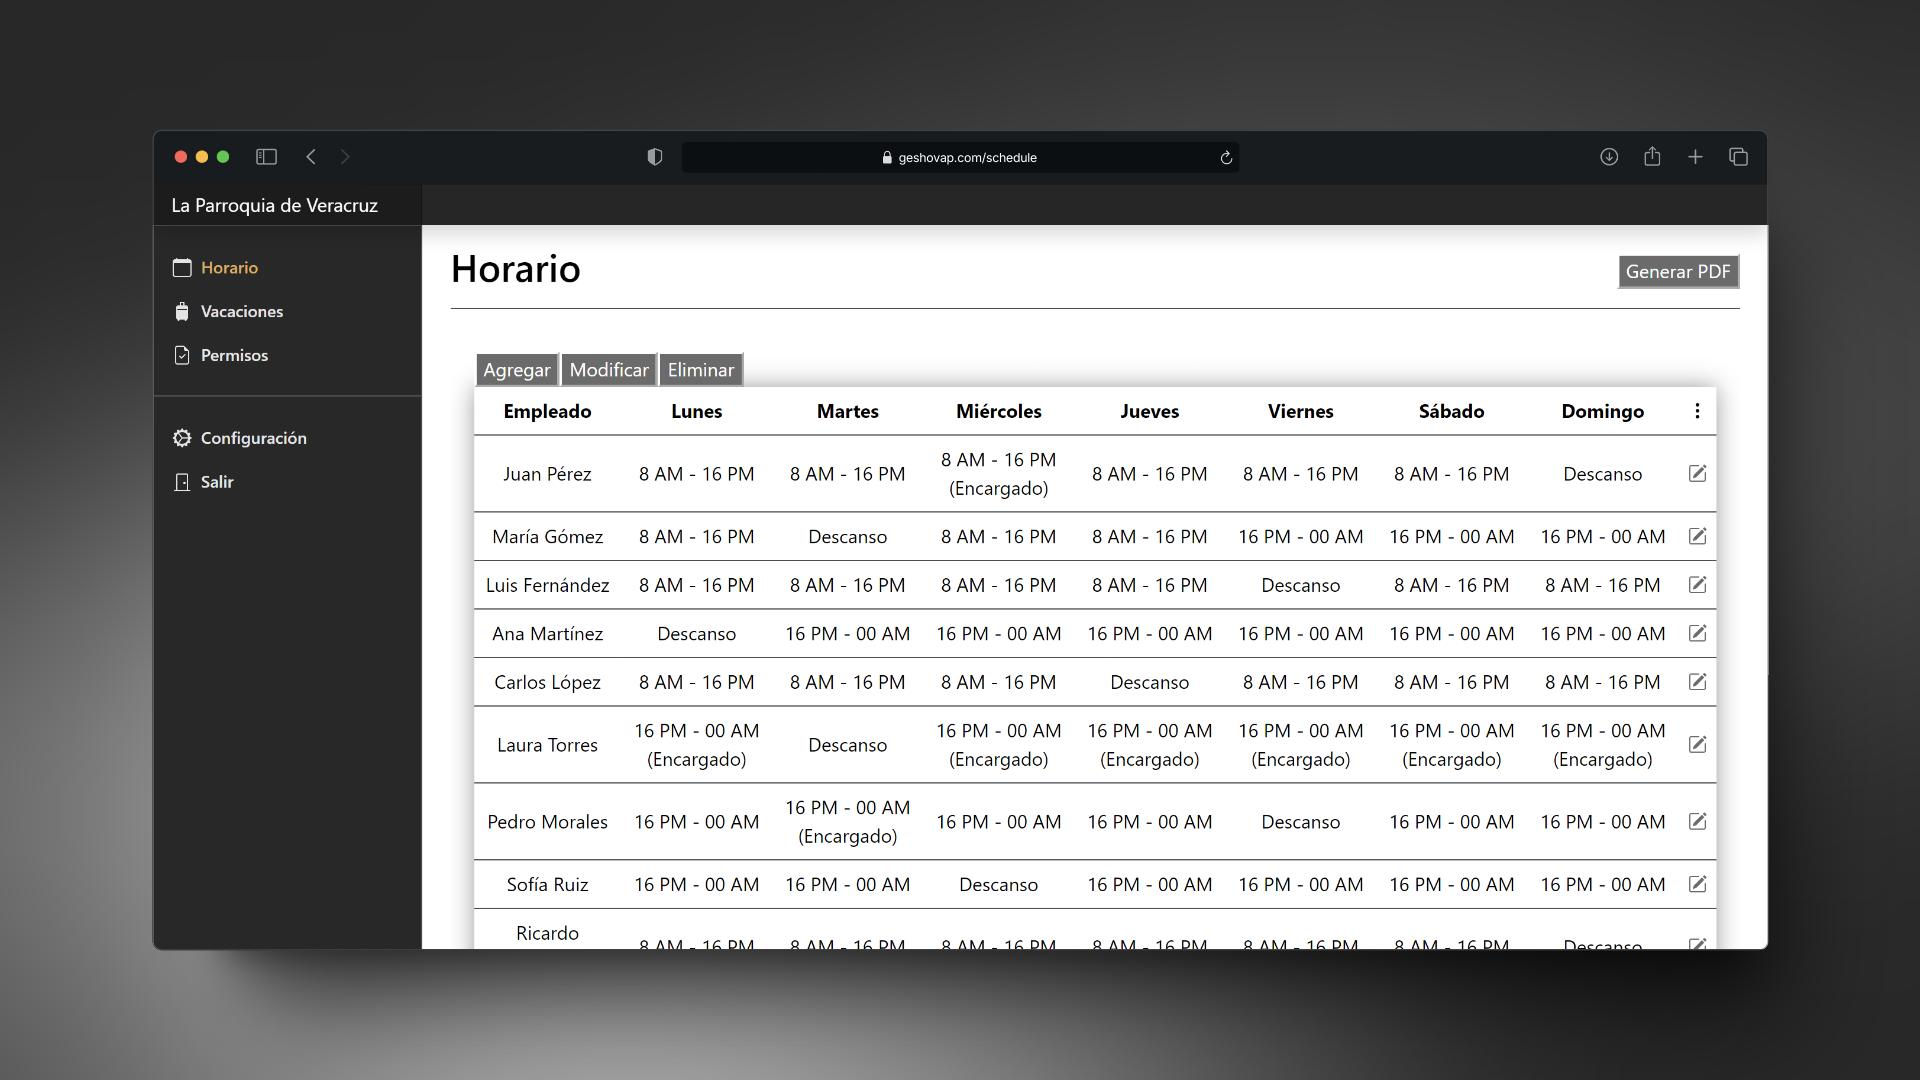 geshovap.com/schedule
La Parroquia de Veracruz
Horario
Vacaciones
Permisos
Configuración
Salir
Horario
Generar PDF
Agregar Modificar Eliminar
Empleado Lunes Martes Miércoles Jueves Viernes Sábado Domingo
Juan Pérez 8 AM - 16 PM 8 AM - 16 PM 8 AM - 16 PM (Encargado) 8 AM - 16 PM 8 AM - 16 PM 8 AM - 16 PM Descanso
María Gómez 8 AM - 16 PM Descanso 8 AM - 16 PM 8 AM - 16 PM 16 PM - 00 AM 16 PM - 00 AM 16 PM - 00 AM
Luis Fernández 8 AM - 16 PM 8 AM - 16 PM 8 AM - 16 PM 8 AM - 16 PM Descanso 8 AM - 16 PM 8 AM - 16 PM
Ana Martínez Descanso 16 PM - 00 AM 16 PM - 00 AM 16 PM - 00 AM 16 PM - 00 AM 16 PM - 00 AM 16 PM - 00 AM
Carlos López 8 AM - 16 PM 8 AM - 16 PM 8 AM - 16 PM Descanso 8 AM - 16 PM 8 AM - 16 PM 8 AM - 16 PM
Laura Torres 16 PM - 00 AM (Encargado) Descanso 16 PM - 00 AM (Encargado) 16 PM - 00 AM (Encargado) 16 PM - 00 AM (Encargado) 16 PM - 00 AM (Encargado) 16 PM - 00 AM (Encargado)
Pedro Morales 16 PM - 00 AM 16 PM - 00 AM (Encargado) 16 PM - 00 AM 16 PM - 00 AM Descanso 16 PM - 00 AM 16 PM - 00 AM
Sofía Ruiz 16 PM - 00 AM 16 PM - 00 AM Descanso 16 PM - 00 AM 16 PM - 00 AM 16 PM - 00 AM 16 PM - 00 AM
Ricardo 8 AM - 16 PM 8 AM - 16 PM 8 AM - 16 PM 8 AM - 16 PM 8 AM - 16 PM 8 AM - 16 PM Descanso